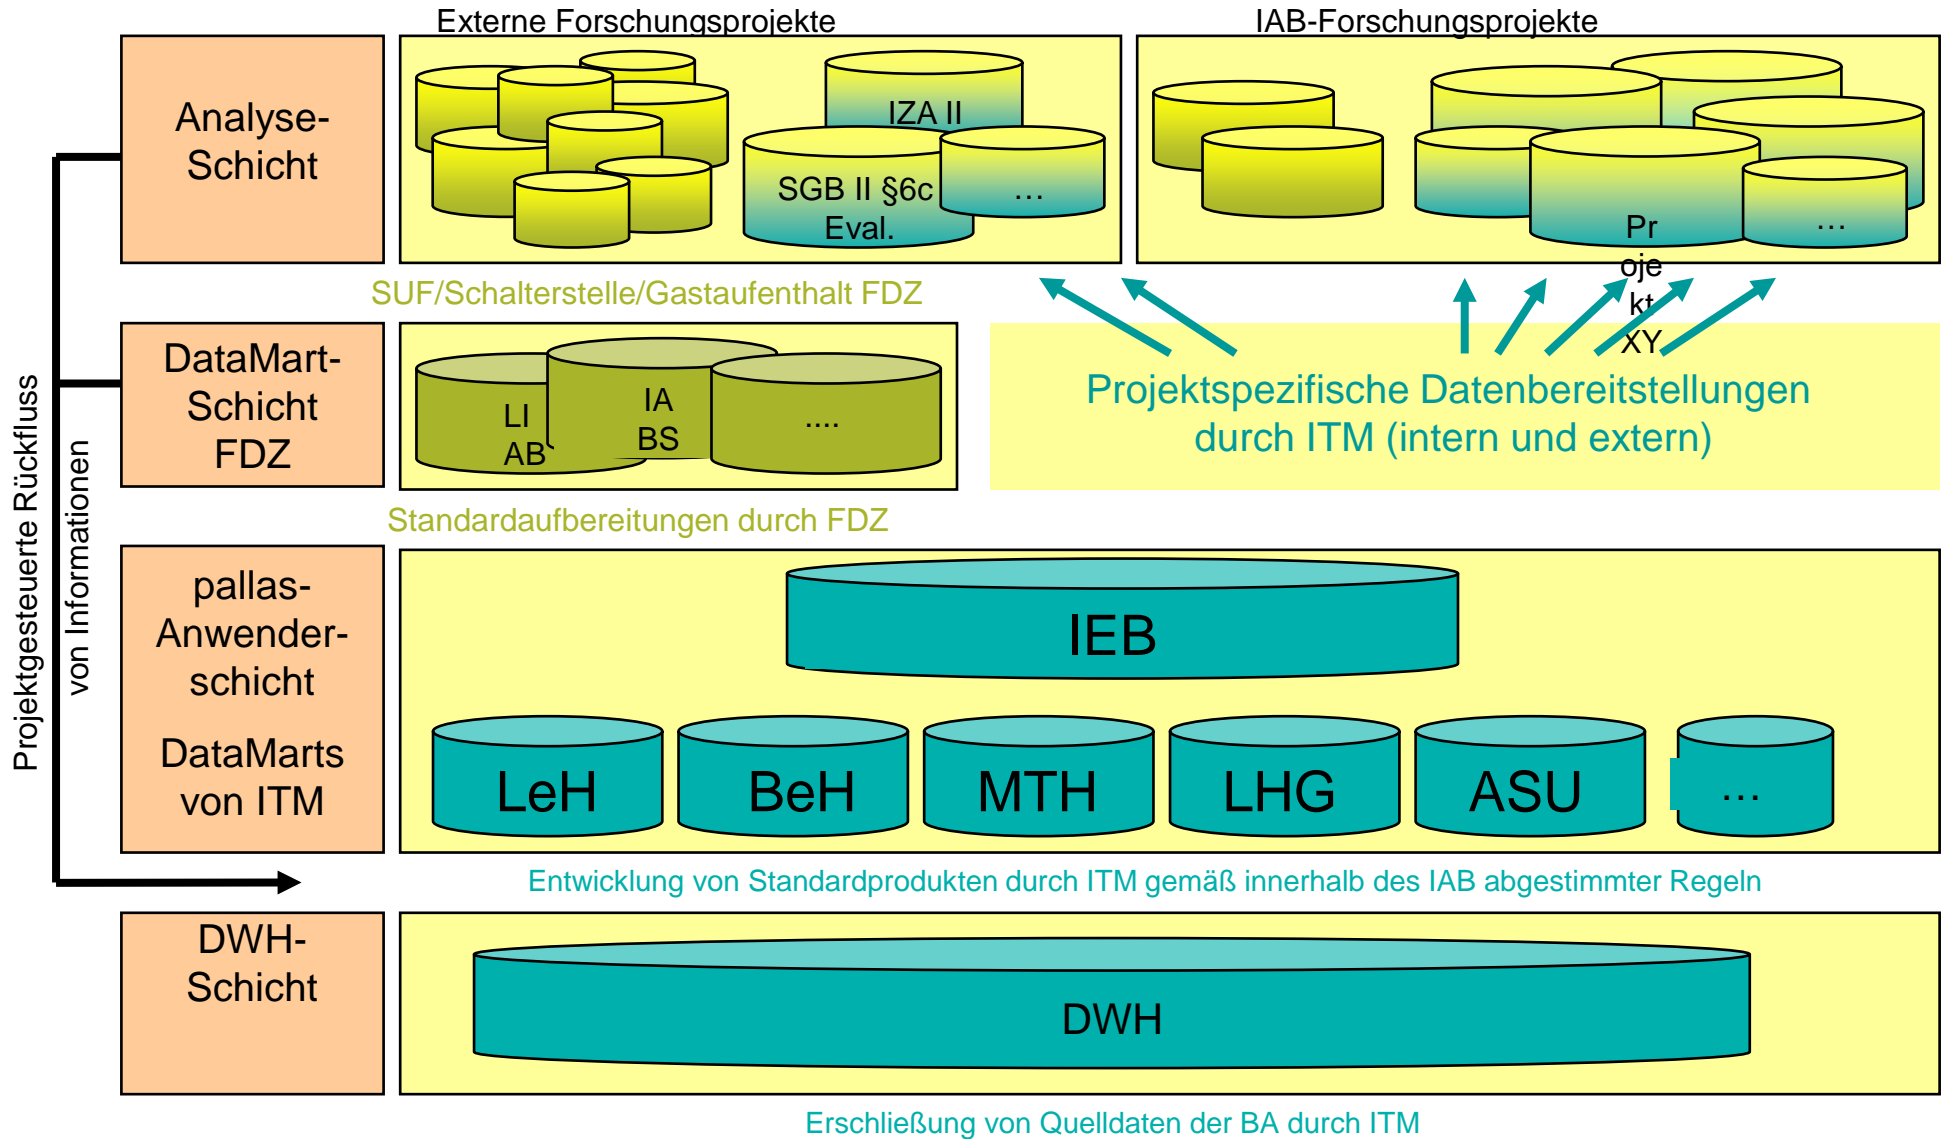 Externe Forschungsprojekte
IAB-Forschungsprojekte
Analyse-
Schicht
IZA II
SGB II §6c
Eval.
…
Pr
oje
kt
XY
…
SUF/Schalterstelle/Gastaufenthalt FDZ
DataMart-
Schicht
FDZ
LI
AB
IA
BS
....
Projektspezifische Datenbereitstellungen
durch ITM (intern und extern)
Standardaufbereitungen durch FDZ
Projektgesteuerte Rückfluss
von Informationen
pallas-
Anwender-
schicht
DataMarts
von ITM
IEB
LeH
BeH
MTH
LHG
ASU
…
Entwicklung von Standardprodukten durch ITM gemäß innerhalb des IAB abgestimmter Regeln
DWH-
Schicht
DWH
Erschließung von Quelldaten der BA durch ITM